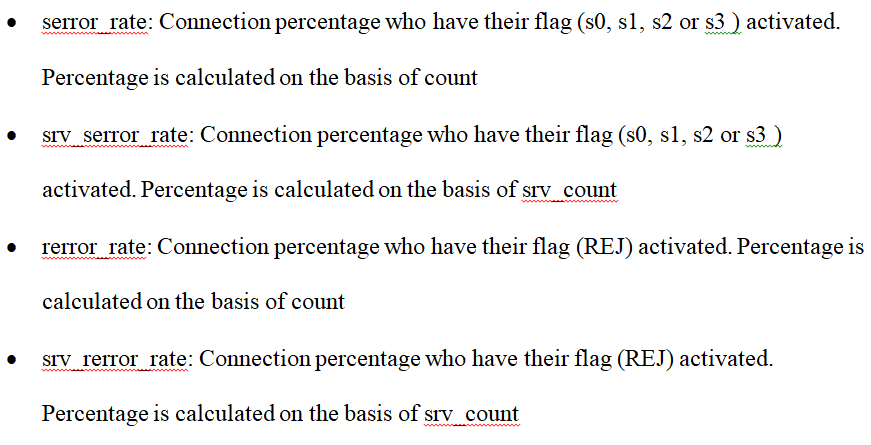 • serror_rate: Connection percentage who have their flag (s0, s1, s2 or s3 ) activated.
Percentage is calculated on the basis of count
• srv_serror_rate: Connection percentage who have their flag (s0, s1, s2 or s3 )
activated. Percentage is calculated on the basis of srv_count
• rerror_rate: Connection percentage who have their flag (REJ) activated. Percentage is
calculated on the basis of count
• srv_rerror_rate: Connection percentage who have their flag (REJ) activated.
Percentage is calculated on the basis of srv_count